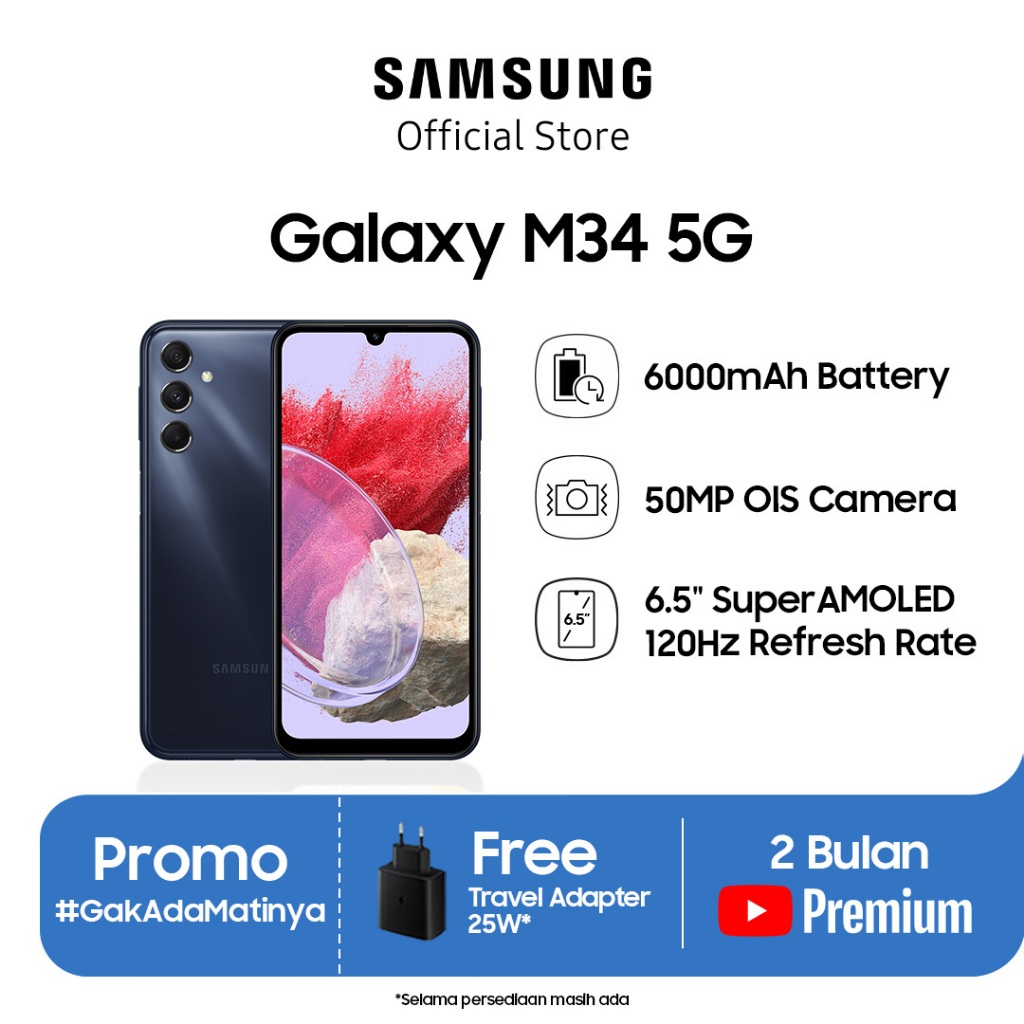 SAMSUNG
Official Store
Galaxy M34 5G
6000mAh Battery
50MP OIS Camera
6.5"
6.5" SuperAMOLED
120Hz Refresh Rate
SAMSUNG
Promo
#GakAdaMatinya
Free
Travel Adapter
25W*
2 Bulan
Premium
*Selama persediaan masih ada